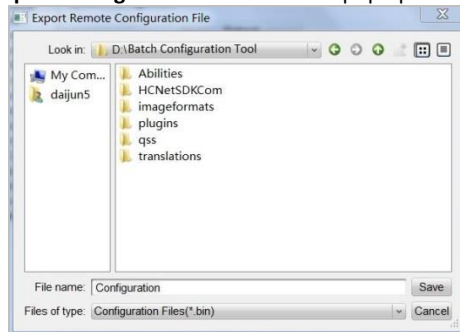 Export Remote Configuration File
Look in: D:\Batch Configuration Tool
My Com...
daijun5
Abilities
HCNetSDKCom
imageformats
plugins
qss
translations
File name: Configuration Save
Files of type: Configuration Files(*.bin) Cancel